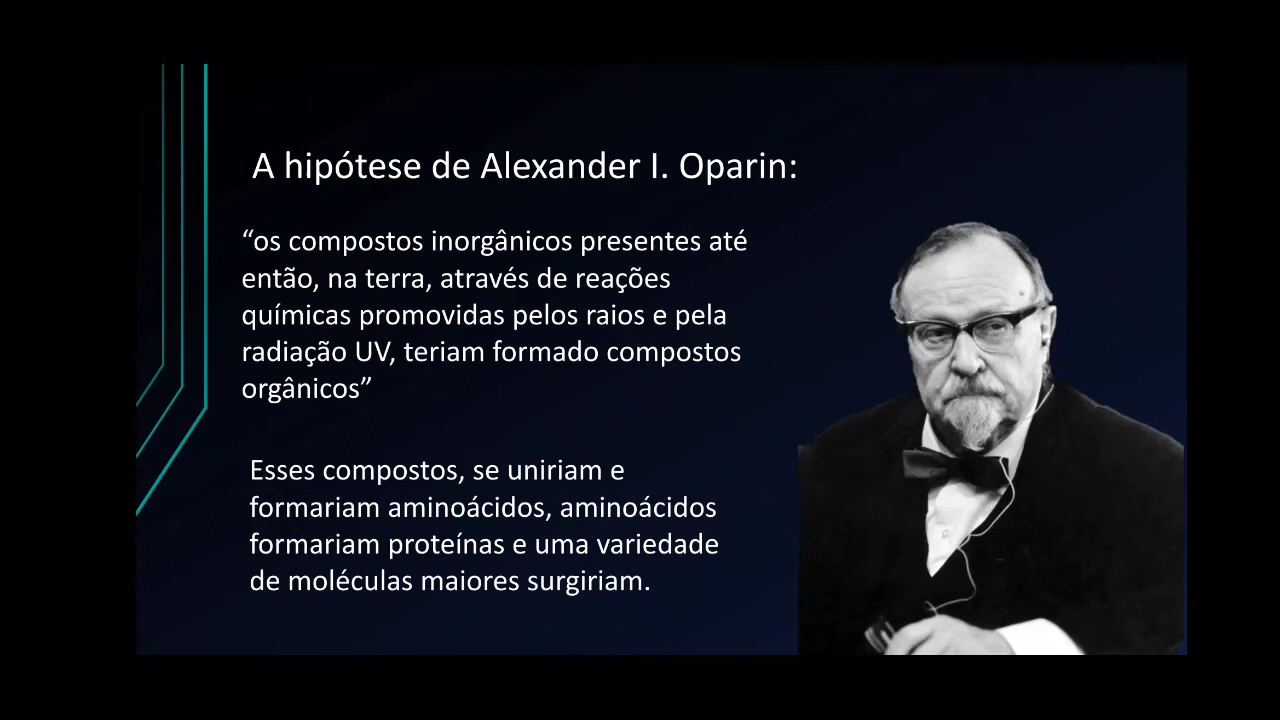 A hipótese de Alexander I. Oparin:
“os compostos inorgânicos presentes até
então, na terra, através de reações
químicas promovidas pelos raios e pela
radiação UV, teriam formado compostos
orgânicos”
Esses compostos, se uniriam e
formariam aminoácidos, aminoácidos
formariam proteínas e uma variedade
de moléculas maiores surgiriam.